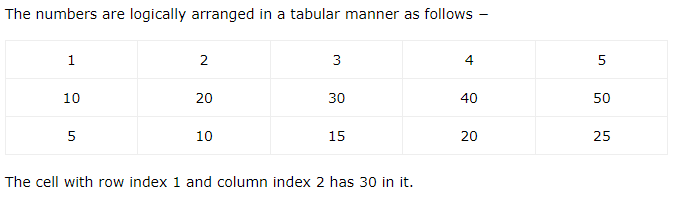 The numbers are logically arranged in a tabular manner as follows −
1 2 3 4 5
10 20 30 40 50
5 10 15 20 25
The cell with row index 1 and column index 2 has 30 in it.